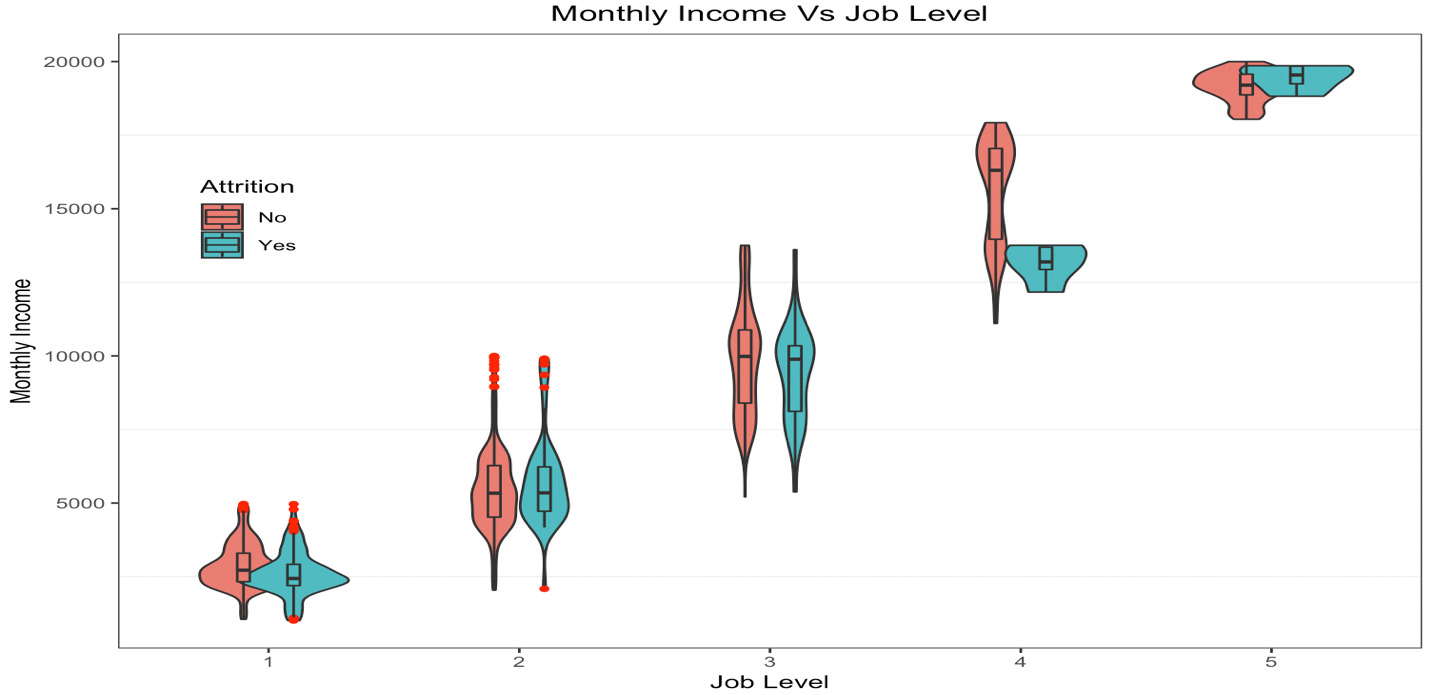 Monthly Income Vs Job Level
20000
15000
10000
5000
Monthly Income
Attrition
No
Yes
1 2 3 4 5
Job Level